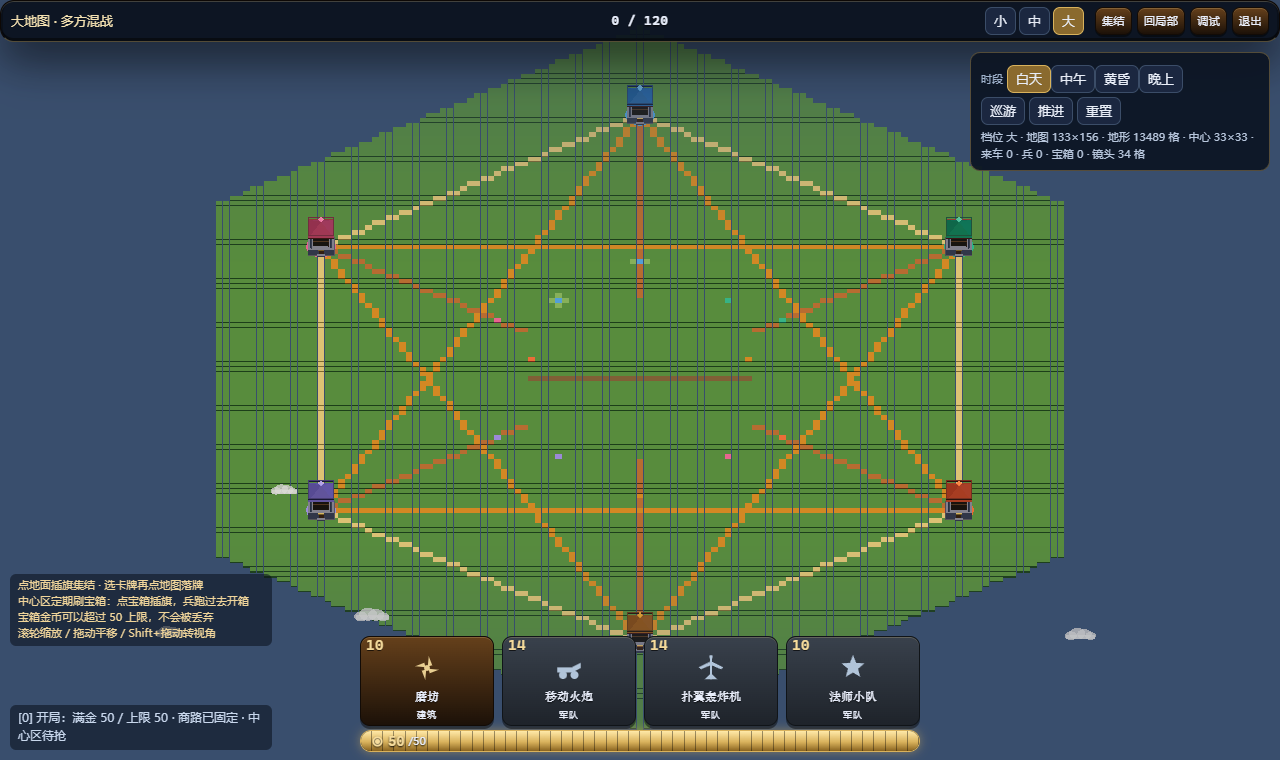 大地图 · 多方混战
0 / 120
小 中 大 集结 回局部 调试 退出
时段 白天 中午 黄昏 晚上
巡游 推进 重置
档位 大 · 地图 133×156 · 地形 13489 格 · 中心 33×33 ·
来车 0 · 兵 0 · 宝箱 0 · 镜头 34 格
点地面插旗集结 · 选卡牌再点地图落牌
中心区定期刷宝箱：点宝箱插旗，兵跑过去开箱
宝箱金币可以超过 50 上限，不会被丢弃
滚轮缩放 / 拖动平移 / Shift+拖动转视角
[0] 开局：满金 50 / 上限 50 · 商路已固定 · 中
心区待抢
10
磨坊
建筑
14
移动火炮
军队
14
扑翼轰炸机
军队
10
法师小队
军队
50 /50